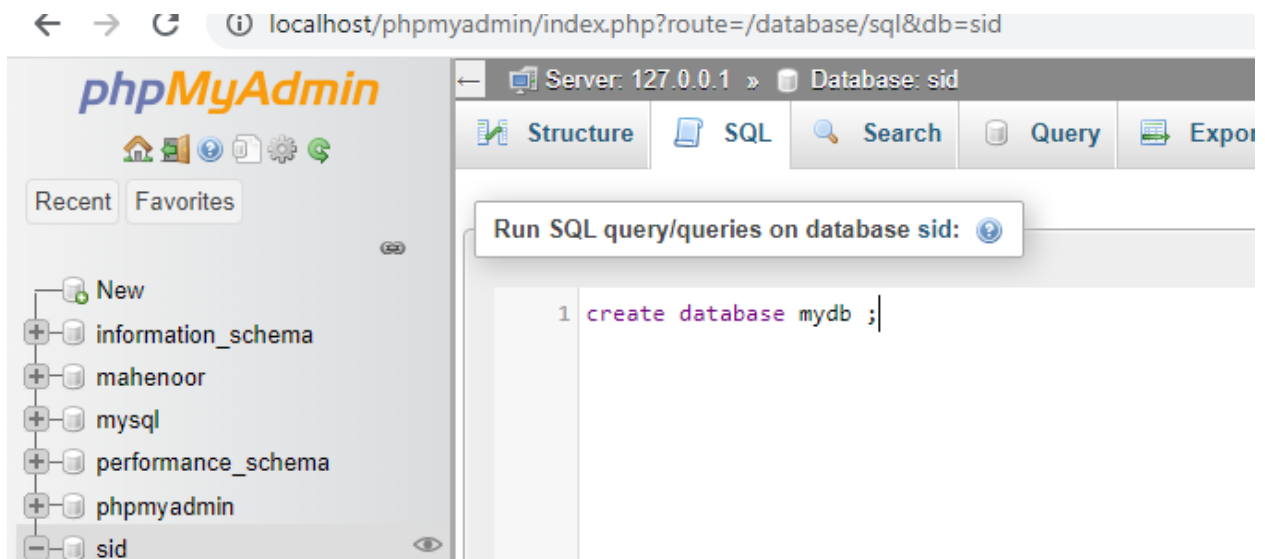 localhost/phpmyadmin/index.php?route=/database/sql&db=sid
phpMyAdmin
Recent Favorites
New
information_schema
mahenoor
mysql
performance_schema
phpmyadmin
sid
Server: 127.0.0.1 » Database: sid
Structure SQL Search Query Expor
Run SQL query/queries on database sid:
1 create database mydb ;